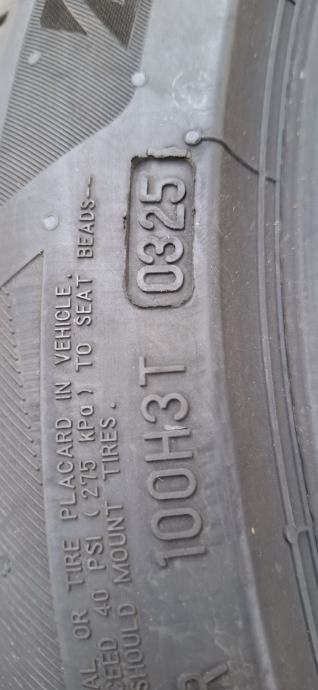 AL OR TIRE PLACARD IN VEHICLE.
EED 40 PSI ( 275 kPa ) TO SEAT BEADS--
SHOULD MOUNT TIRES.
100H3T 0325
R